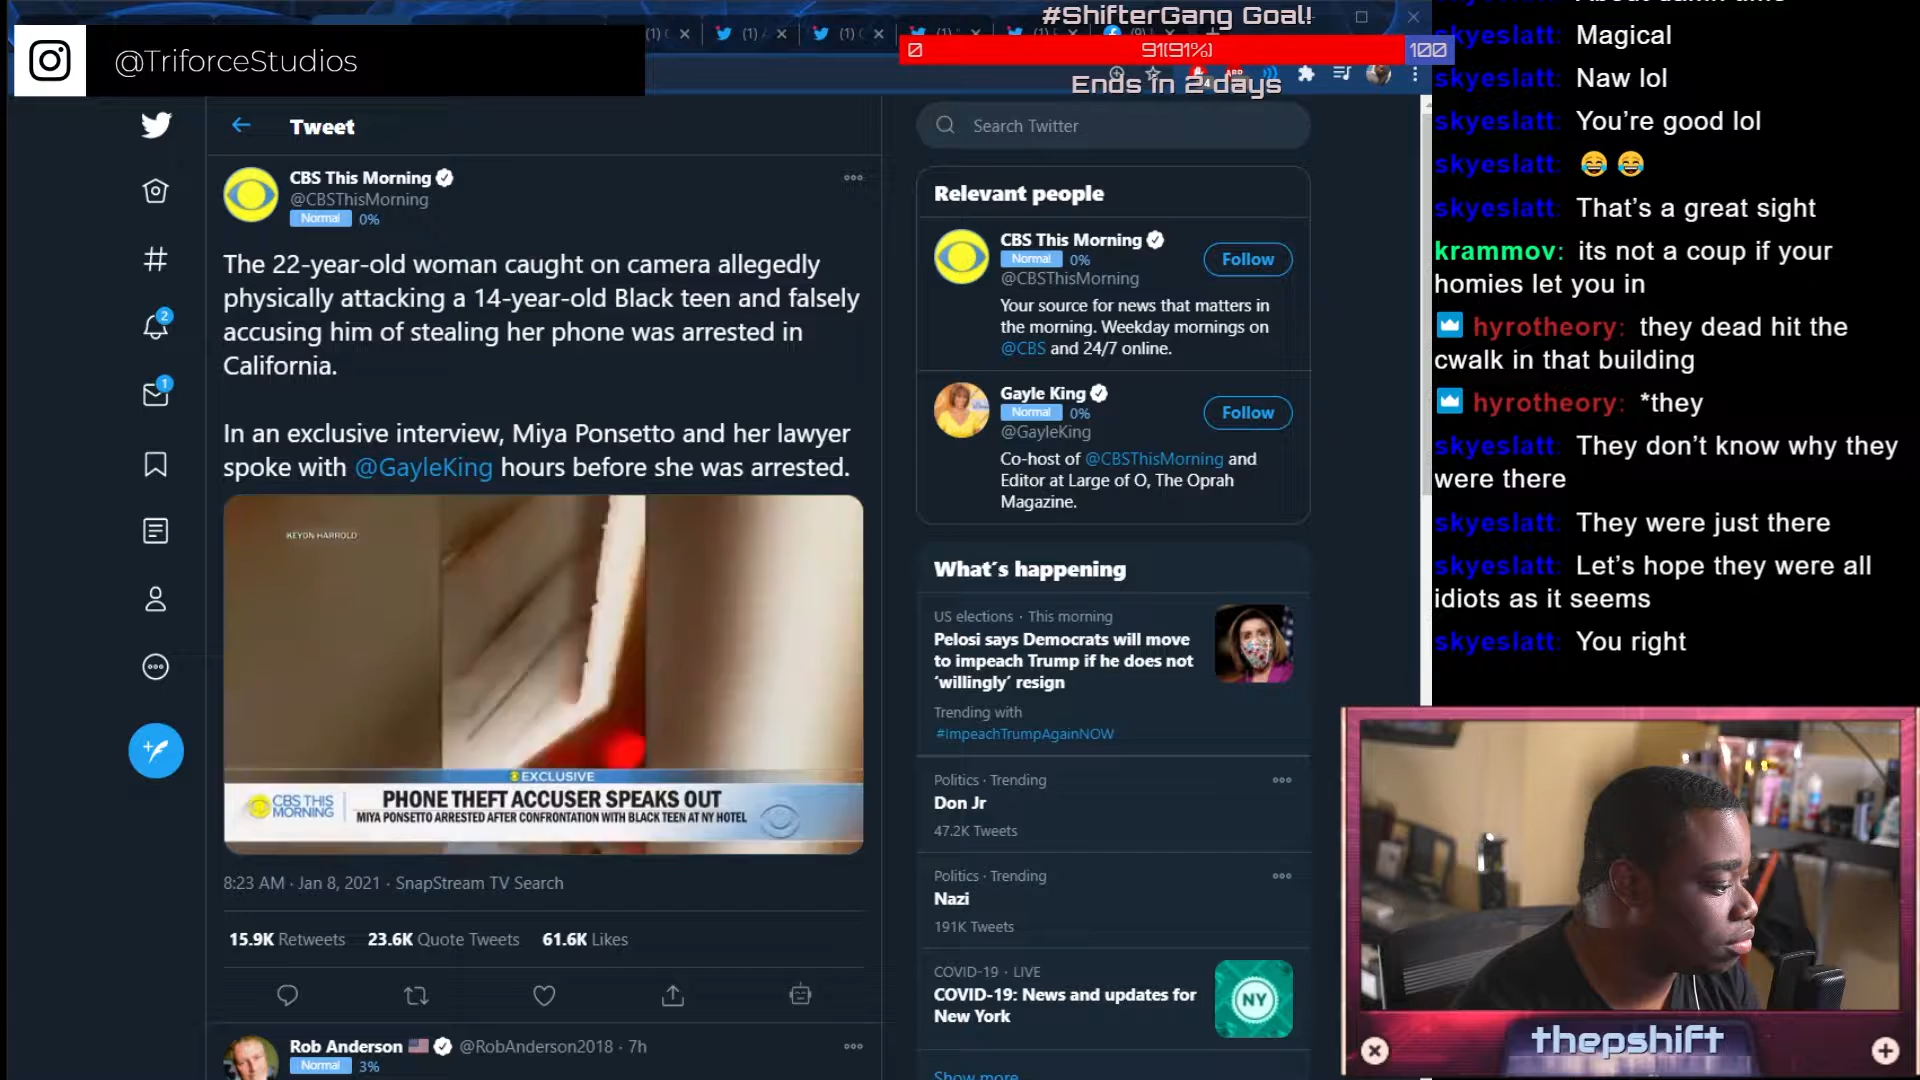 @TriforceStudios
#ShifterGang Goal!
0 91(91%) 100
Ends in 2 days
Tweet
CBS This Morning
@CBSThisMorning
Normal 0%
The 22-year-old woman caught on camera allegedly
physically attacking a 14-year-old Black teen and falsely
accusing him of stealing her phone was arrested in
California.
In an exclusive interview, Miya Ponsetto and her lawyer
spoke with @GayleKing hours before she was arrested.
KEYON HARROLD
EXCLUSIVE
CBS THIS
MORNING
PHONE THEFT ACCUSER SPEAKS OUT
MIYA PONSETTO ARRESTED AFTER CONFRONTATION WITH BLACK TEEN AT NY HOTEL
8:23 AM · Jan 8, 2021 · SnapStream TV Search
15.9K Retweets 23.6K Quote Tweets 61.6K Likes
Rob Anderson @RobAnderson2018 · 7h
Normal 3%
2
1
Search Twitter
Relevant people
CBS This Morning
Normal 0%
@CBSThisMorning
Follow
Your source for news that matters in
the morning. Weekday mornings on
@CBS and 24/7 online.
Gayle King
Normal 0%
@GayleKing
Follow
Co-host of @CBSThisMorning and
Editor at Large of O, The Oprah
Magazine.
What's happening
US elections · This morning
Pelosi says Democrats will move
to impeach Trump if he does not
‘willingly’ resign
Trending with
#ImpeachTrumpAgainNOW
Politics · Trending
Don Jr
47.2K Tweets
Politics · Trending
Nazi
191K Tweets
COVID-19 · LIVE
COVID-19: News and updates for
New York
NY
Show more
skyeslatt: Magical
skyeslatt: Naw lol
skyeslatt: You’re good lol
skyeslatt: 😂 😂
skyeslatt: That’s a great sight
krammov: its not a coup if your
homies let you in
hyrotheory: they dead hit the
cwalk in that building
hyrotheory: *they
skyeslatt: They don’t know why they
were there
skyeslatt: They were just there
skyeslatt: Let’s hope they were all
idiots as it seems
skyeslatt: You right
thepshift